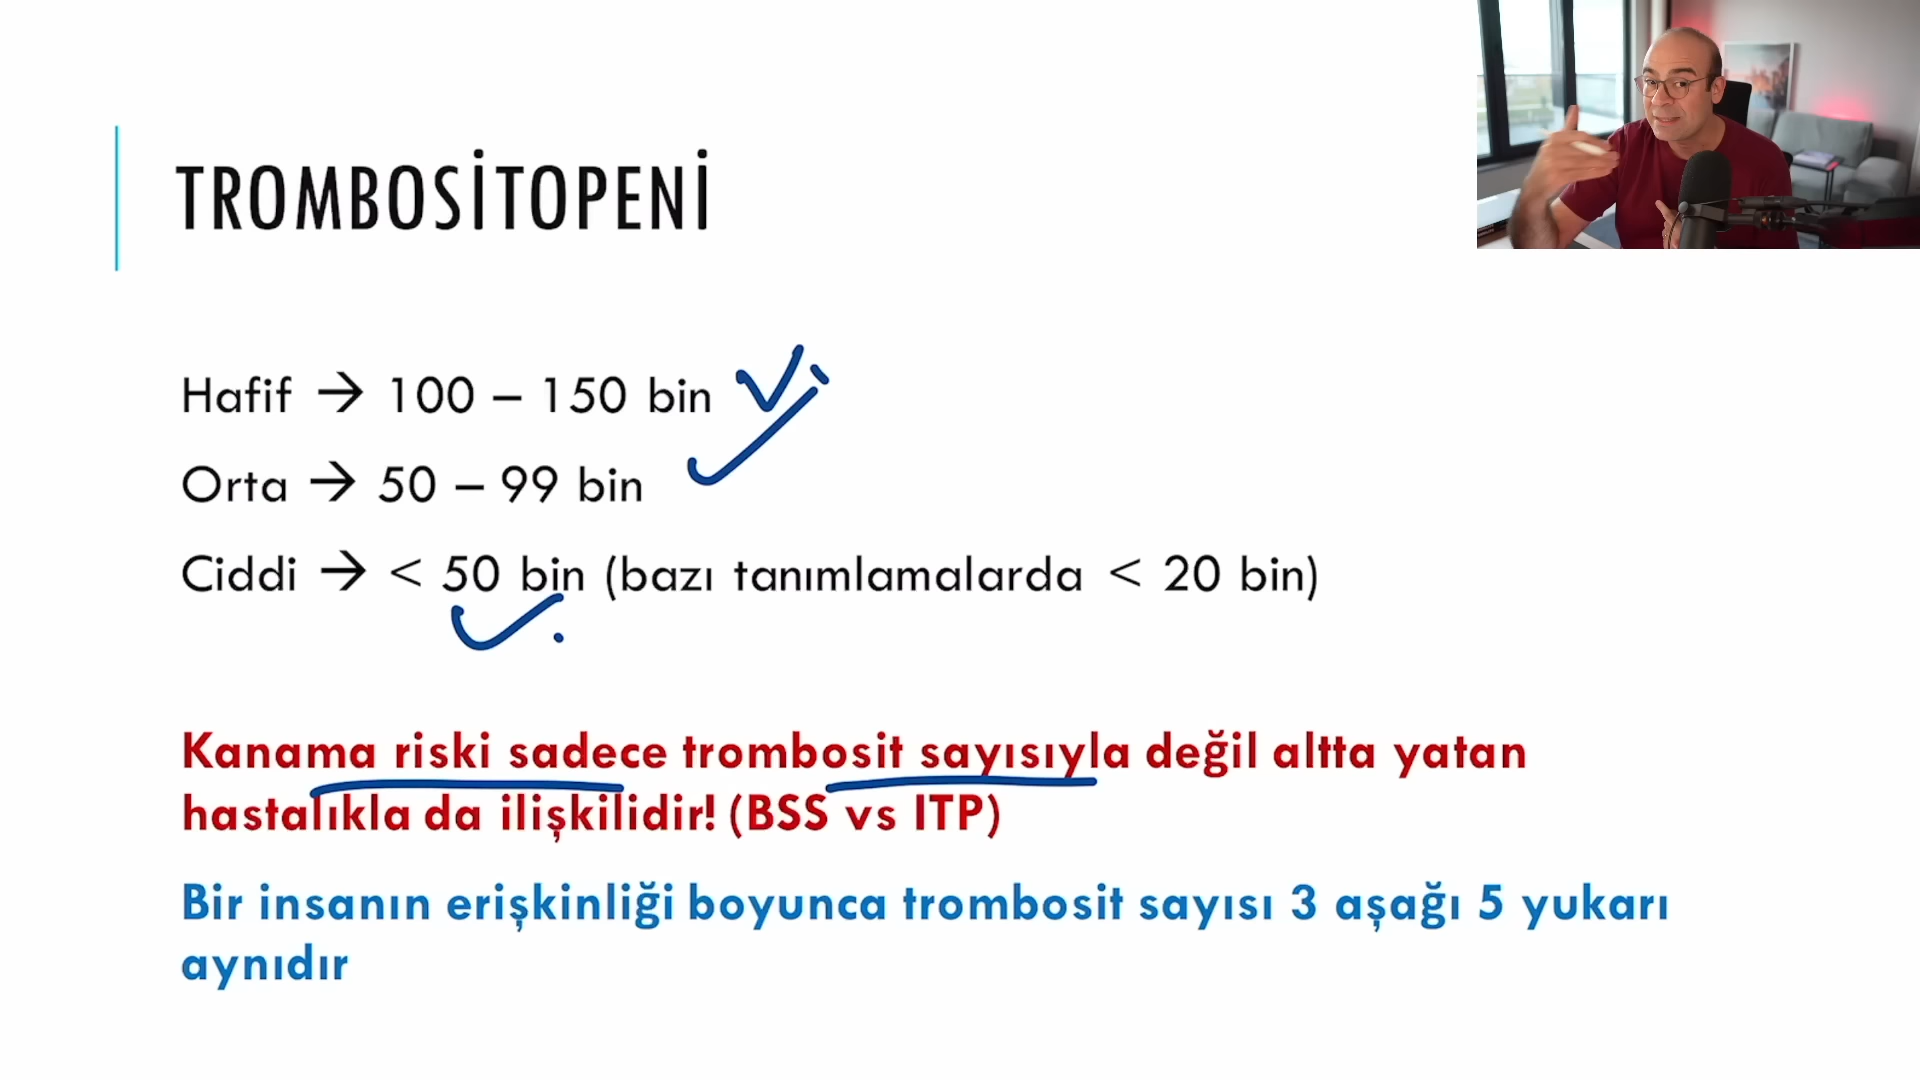 TROMBOSİTOPENİ
Hafif → 100 – 150 bin
Orta → 50 – 99 bin
Ciddi → < 50 bin (bazı tanımlamalarda < 20 bin)
Kanama riski sadece trombosit sayısıyla değil altta yatan
hastalıkla da ilişkilidir! (BSS vs ITP)
Bir insanın erişkinliği boyunca trombosit sayısı 3 aşağı 5 yukarı
aynıdır